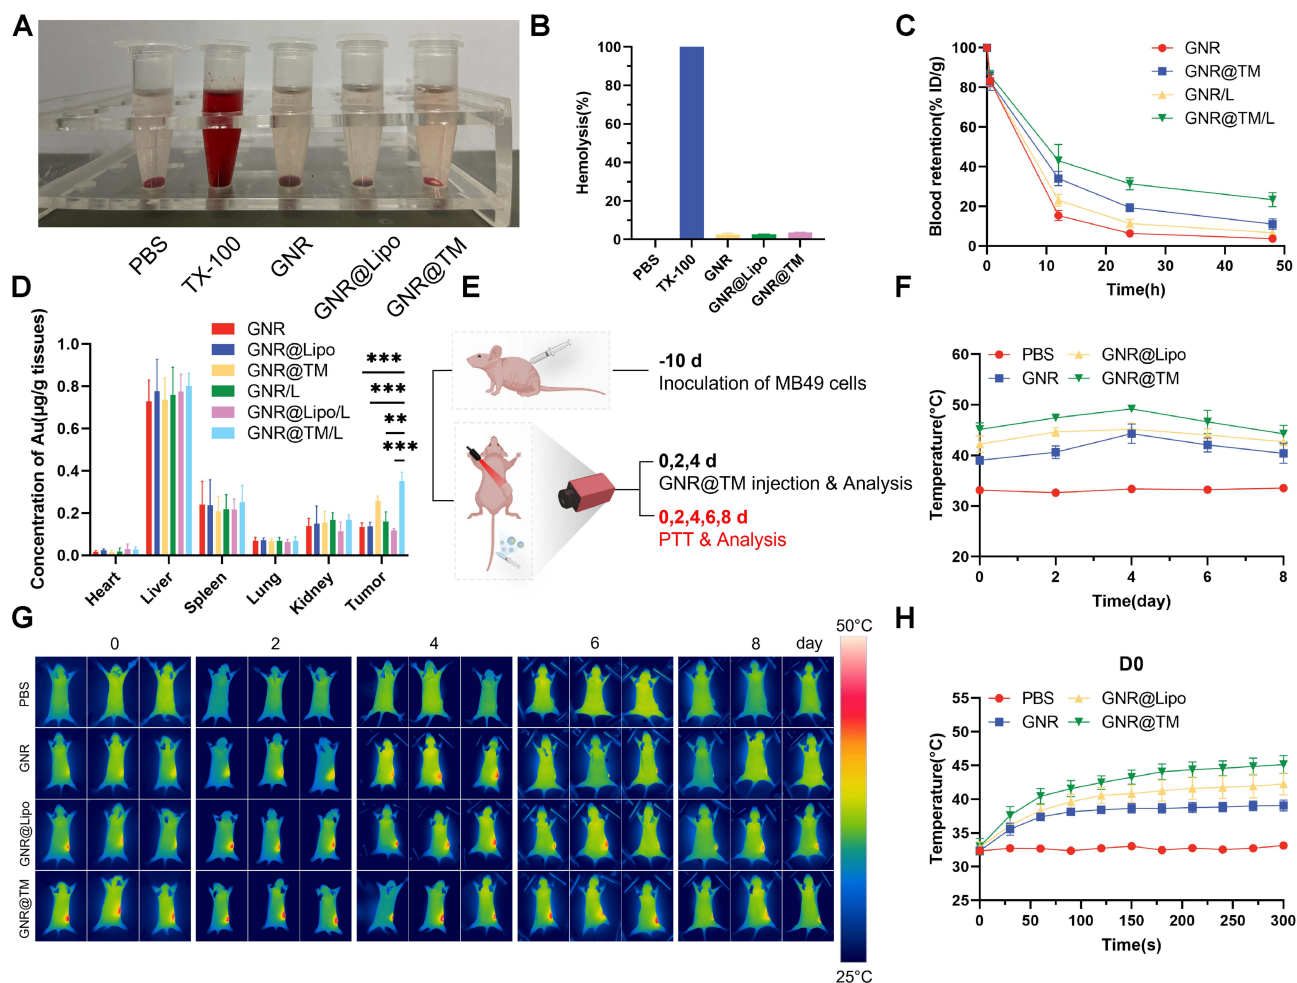 A
PBS
TX-100
GNR
GNR@Lipo
GNR@TM
B
Hemolysis(%)
100
80
60
40
20
0
PBS
TX-100
GNR
GNR@Lipo
GNR@TM
C
Blood retention(% ID/g)
100
80
60
40
20
0
0 10 20 30 40 50
Time(h)
GNR
GNR@TM
GNR/L
GNR@TM/L
D
Concentration of Au(μg/g tissues)
1.0
0.8
0.6
0.4
0.2
0.0
Heart
Liver
Spleen
Lung
Kidney
Tumor
GNR
GNR@Lipo
GNR@TM
GNR/L
GNR@Lipo/L
GNR@TM/L
***
***
**
***
E
-10 d
Inoculation of MB49 cells
0,2,4 d
GNR@TM injection & Analysis
0,2,4,6,8 d
PTT & Analysis
F
Temperature(°C)
60
50
40
30
20
0 2 4 6 8
Time(day)
PBS
GNR
GNR@Lipo
GNR@TM
G
0 2 4 6 8 day
PBS
GNR
GNR@Lipo
GNR@TM
50°C
25°C
H
D0
Temperature(°C)
55
50
45
40
35
30
25
0 50 100 150 200 250 300
Time(s)
PBS
GNR
GNR@Lipo
GNR@TM